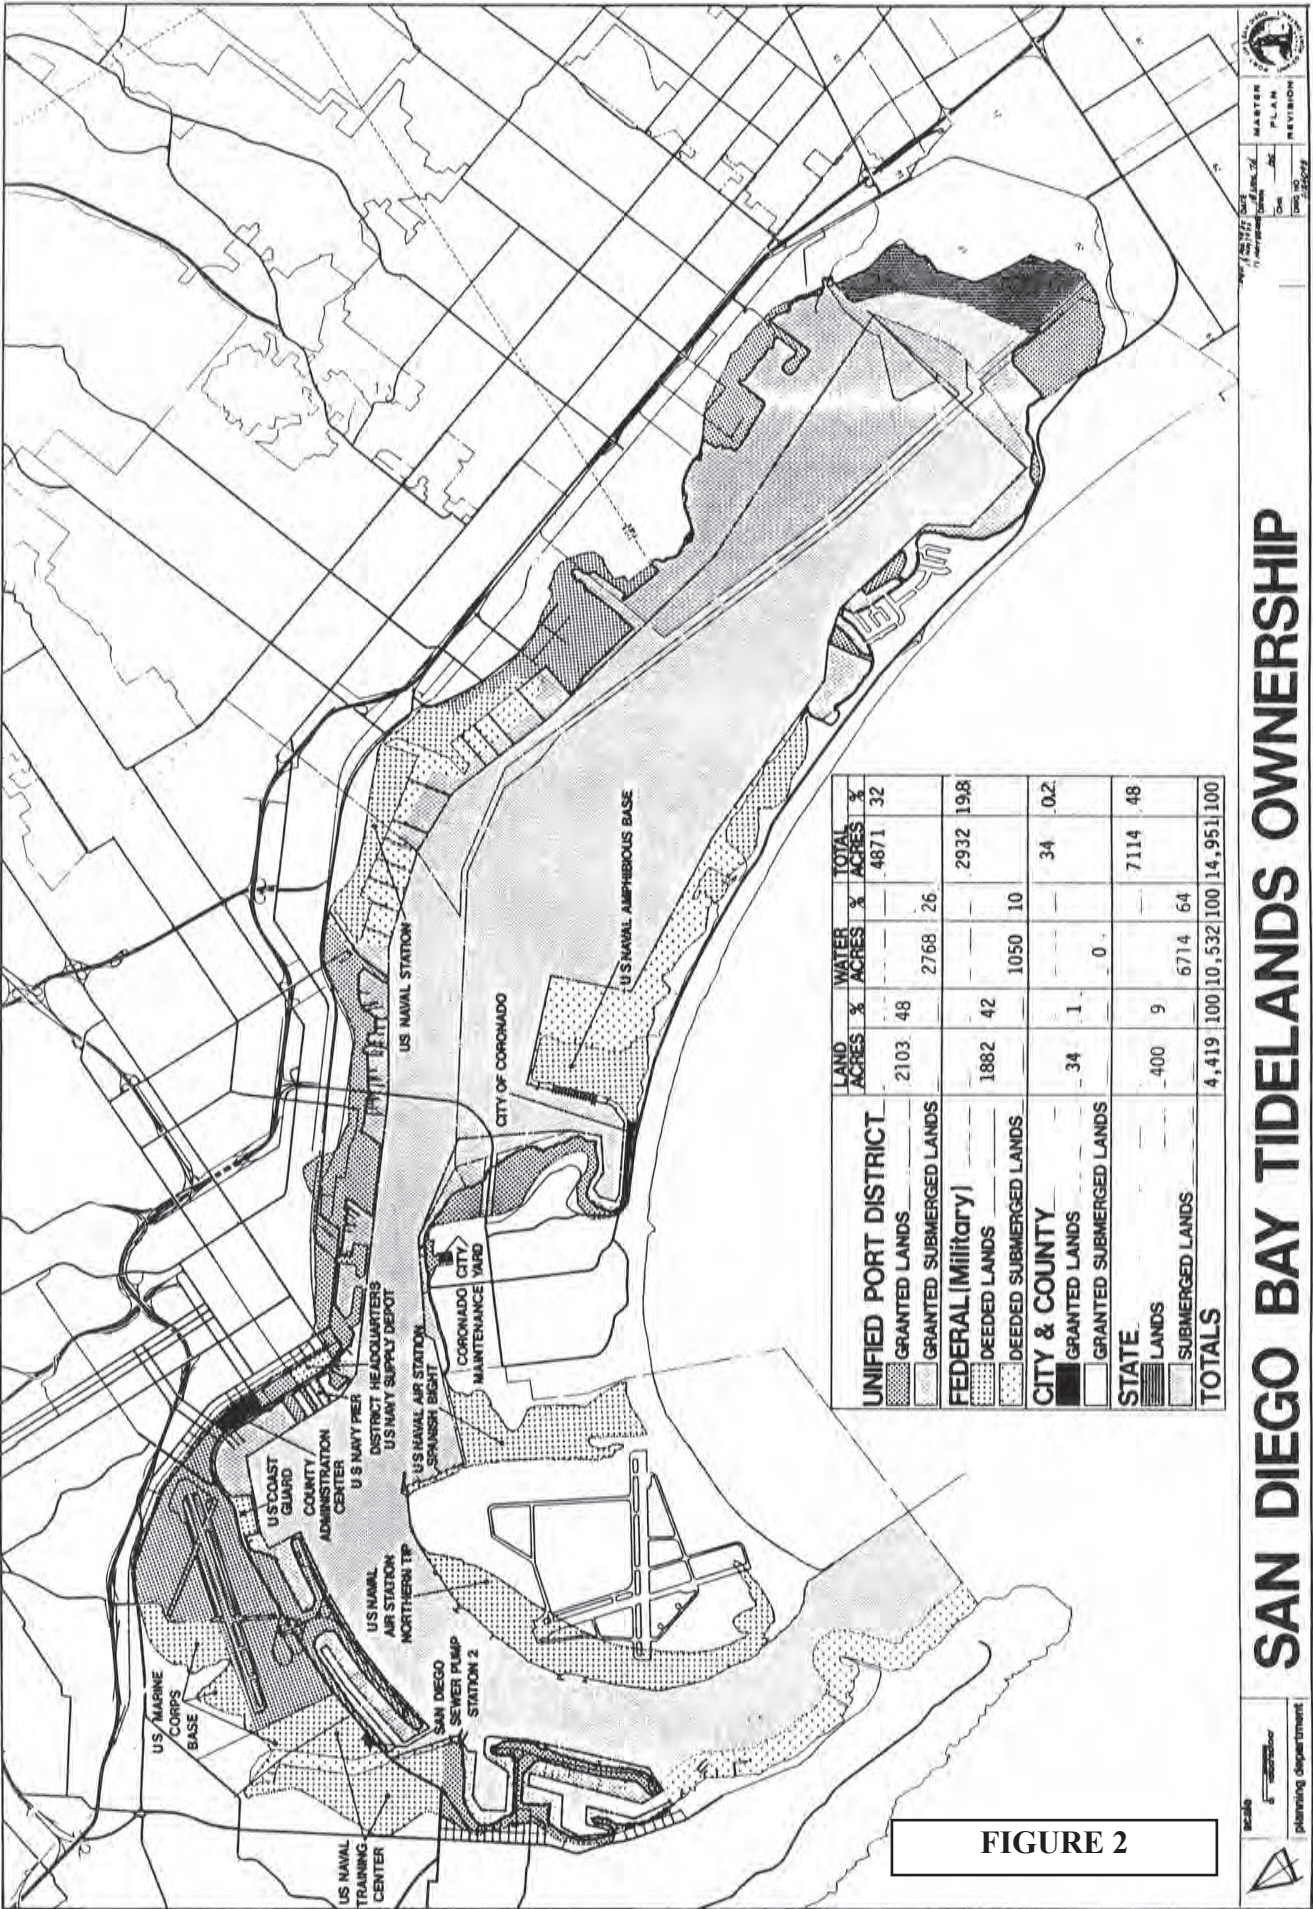 US MARINE
CORPS
BASE
US NAVAL
TRAINING
CENTER
SAN DIEGO
SEWER PUMP
STATION 2
US NAVAL
AIR STATION
NORTHERN TIP
US COAST
GUARD
COUNTY
ADMINISTRATION
CENTER
U S NAVY PIER
DISTRICT HEADQUARTERS
U S NAVY SUPPLY DEPOT
U S NAVAL AIR STATION
SPANISH BIGHT
CORONADO CITY
MAINTENANCE YARD
CITY OF CORONADO
US NAVAL STATION
U S NAVAL AMPHIBIOUS BASE
LAND ACRES % WATER ACRES % TOTAL ACRES %
UNIFIED PORT DISTRICT 4871 32
GRANTED LANDS 2103 48
GRANTED SUBMERGED LANDS 2768 26
FEDERAL (Military) 2932 19.8
DEEDED LANDS 1882 42
DEEDED SUBMERGED LANDS 1050 10
CITY & COUNTY 34 0.2
GRANTED LANDS 34 1
GRANTED SUBMERGED LANDS 0
STATE 7114 48
LANDS 400 9
SUBMERGED LANDS 6714 64
TOTALS 4,419 100 10,532 100 14,951 100
FIGURE 2
scale
planning department
SAN DIEGO BAY TIDELANDS OWNERSHIP
DATE
CHK
DWG NO
MASTER
PLAN
REVISION